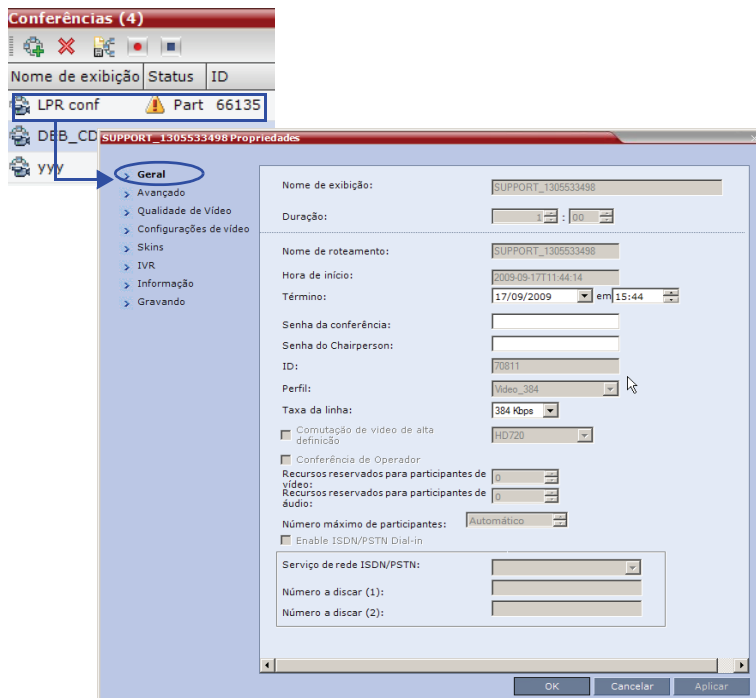 Conferências (4)
Nome de exibição Status ID
LPR conf Part 66135
DEB_CD
yyy
SUPPORT_1305533498 Propriedades
Geral
Avançado
Qualidade de Vídeo
Configurações de vídeo
Skins
IVR
Informação
Gravando
Nome de exibição: SUPPORT_1305533498
Duração: 1 : 00
Nome de roteamento: SUPPORT_1305533498
Hora de início: 2009-09-17T11:44:14
Término: 17/09/2009 em 15:44
Senha da conferência:
Senha do Chairperson:
ID: 70811
Perfil: Video_384
Taxa da linha: 384 Kbps
Comutação de video de alta
definicão HD720
Conferência de Operador
Recursos reservados para participantes de
vídeo: 0
Recursos reservados para participantes de
áudio: 0
Número máximo de participantes: Automático
Enable ISDN/PSTN Dial-in
Serviço de rede ISDN/PSTN:
Número a discar (1):
Número a discar (2):
OK Cancelar Aplicar